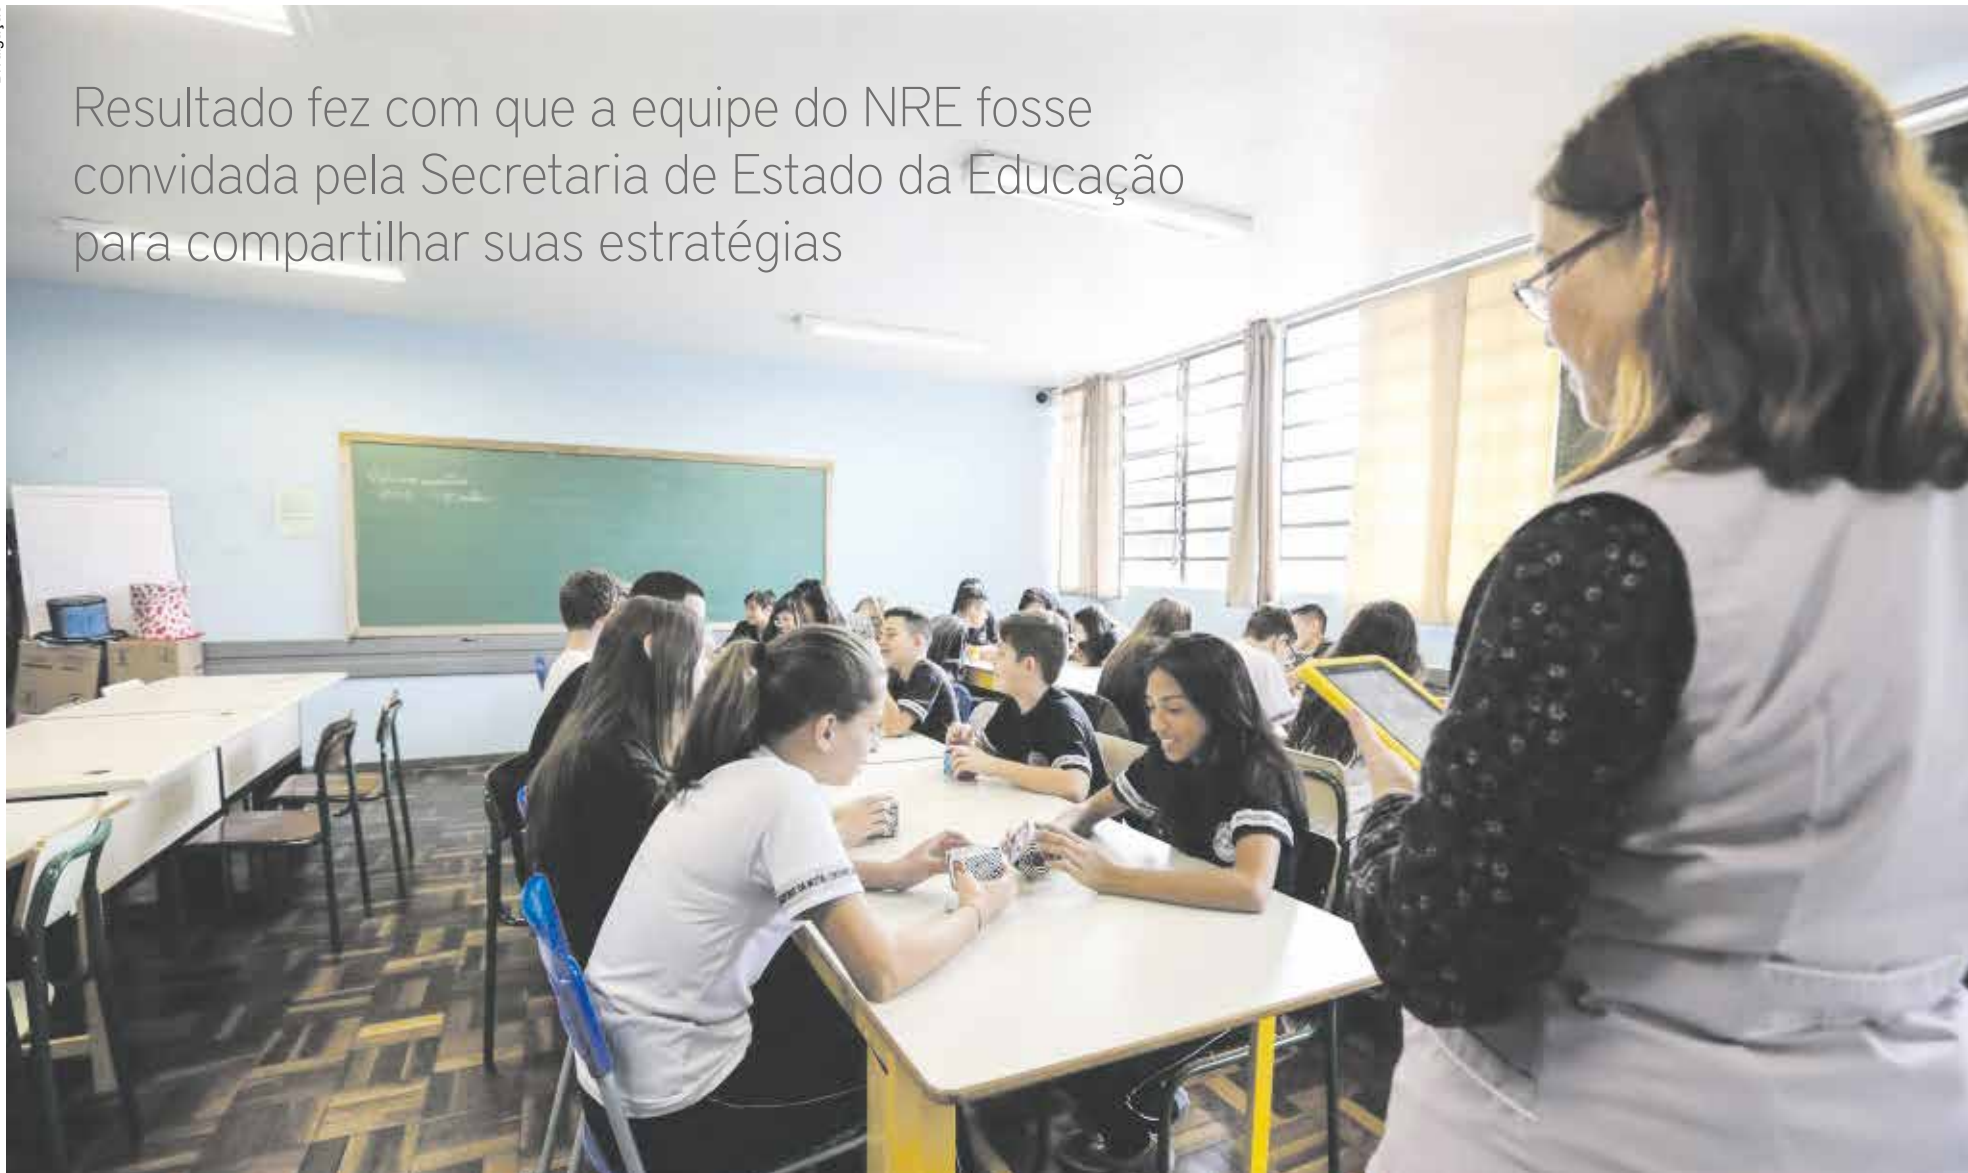 Resultado fez com que a equipe do NRE fosse
convidada pela Secretaria de Estado da Educação
para compartilhar suas estratégias